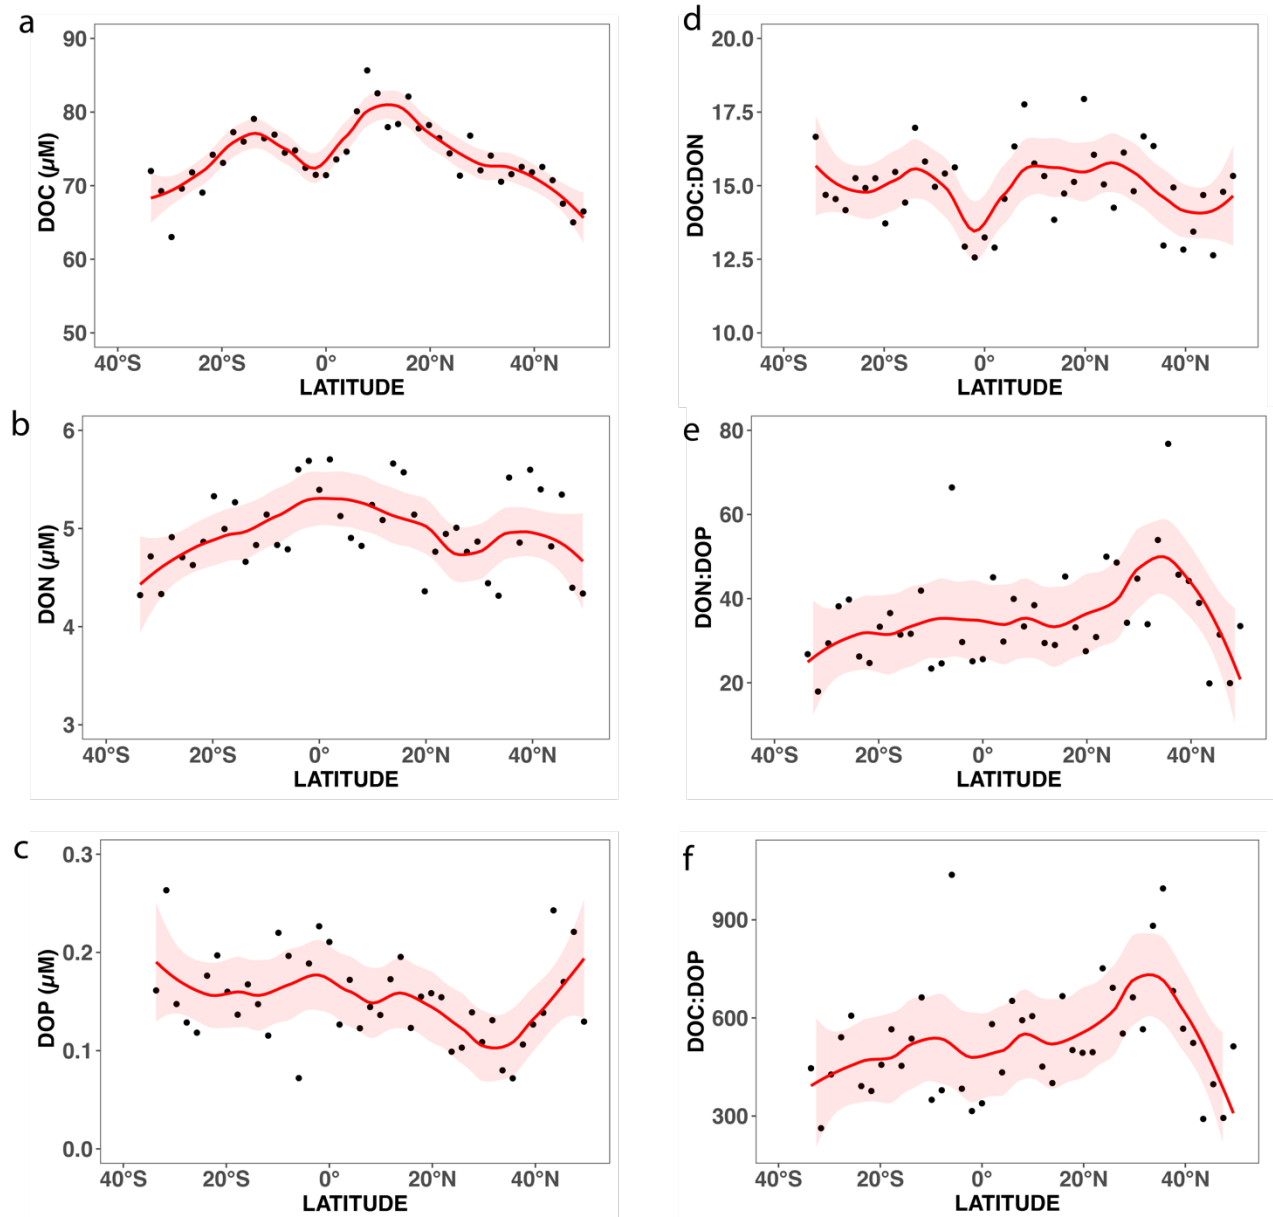 a
90
80
70
60
50
DOC (µM)
40°S 20°S 0° 20°N 40°N
LATITUDE
d
20.0
17.5
15.0
12.5
10.0
DOC:DON
40°S 20°S 0° 20°N 40°N
LATITUDE
b
6
5
4
3
DON (µM)
40°S 20°S 0° 20°N 40°N
LATITUDE
e
80
60
40
20
DON:DOP
40°S 20°S 0° 20°N 40°N
LATITUDE
c
0.3
0.2
0.1
0.0
DOP (µM)
40°S 20°S 0° 20°N 40°N
LATITUDE
f
900
600
300
DOC:DOP
40°S 20°S 0° 20°N 40°N
LATITUDE